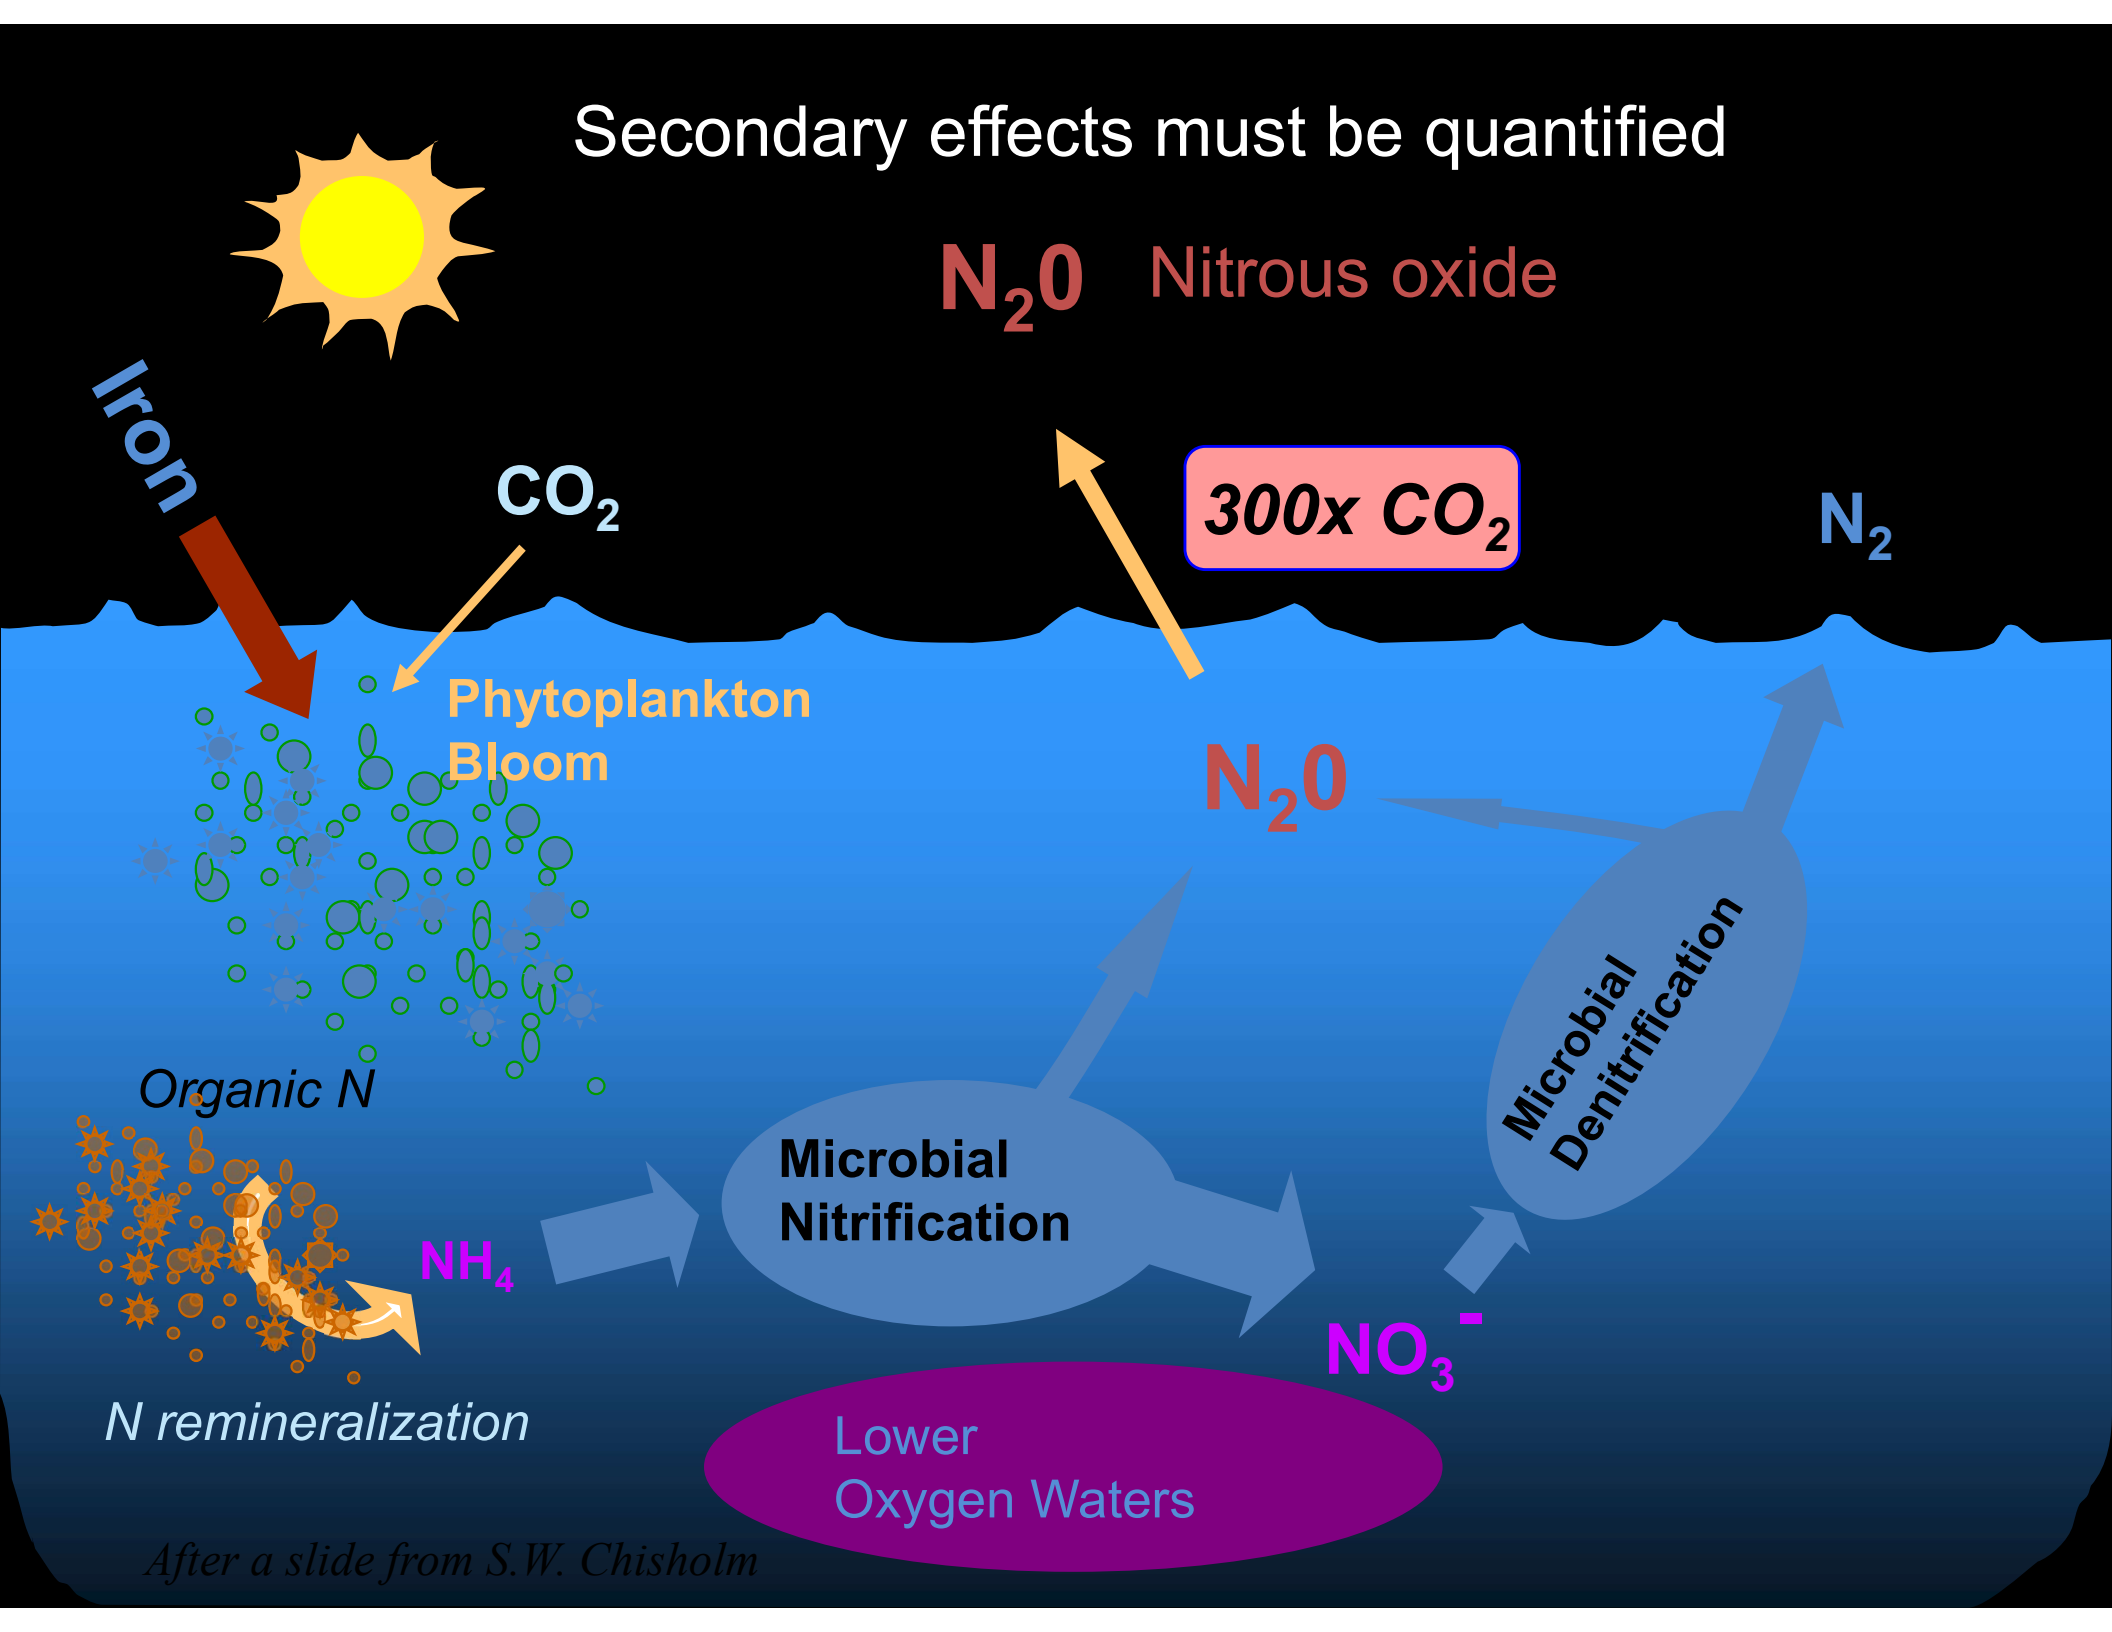 Secondary effects must be quantified
N₂0 Nitrous oxide
Iron
CO₂
300x CO₂
N₂
Phytoplankton
Bloom
N₂0
Microbial
Denitrification
Organic N
Microbial
Nitrification
NH₄
NO₃⁻
N remineralization
Lower
Oxygen Waters
After a slide from S.W. Chisholm